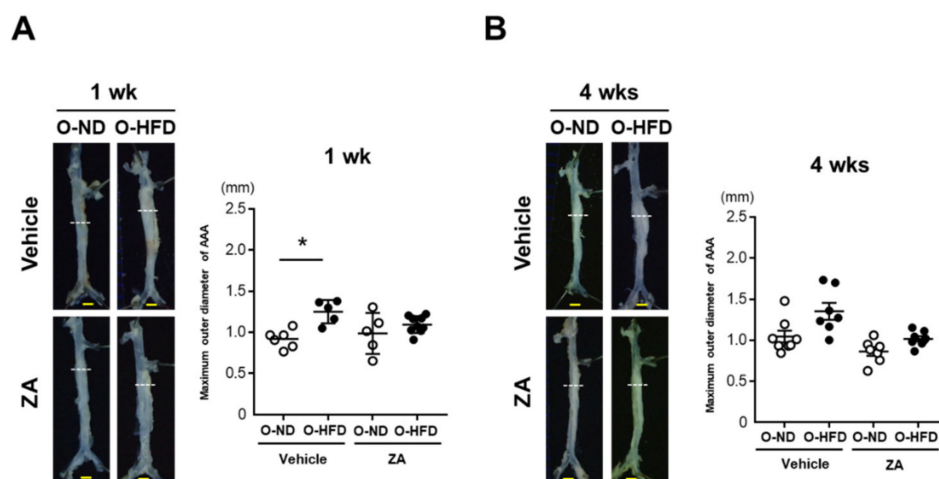 A
1 wk
O-ND O-HFD
Vehicle
ZA
1 wk
(mm)
Maximum outer diameter of AAA
2.5
2.0
1.5
1.0
0.5
0
*
O-ND O-HFD O-ND O-HFD
Vehicle ZA
B
4 wks
O-ND O-HFD
Vehicle
ZA
4 wks
(mm)
Maximum outer diameter of AAA
2.5
2.0
1.5
1.0
0.5
0
O-ND O-HFD O-ND O-HFD
Vehicle ZA